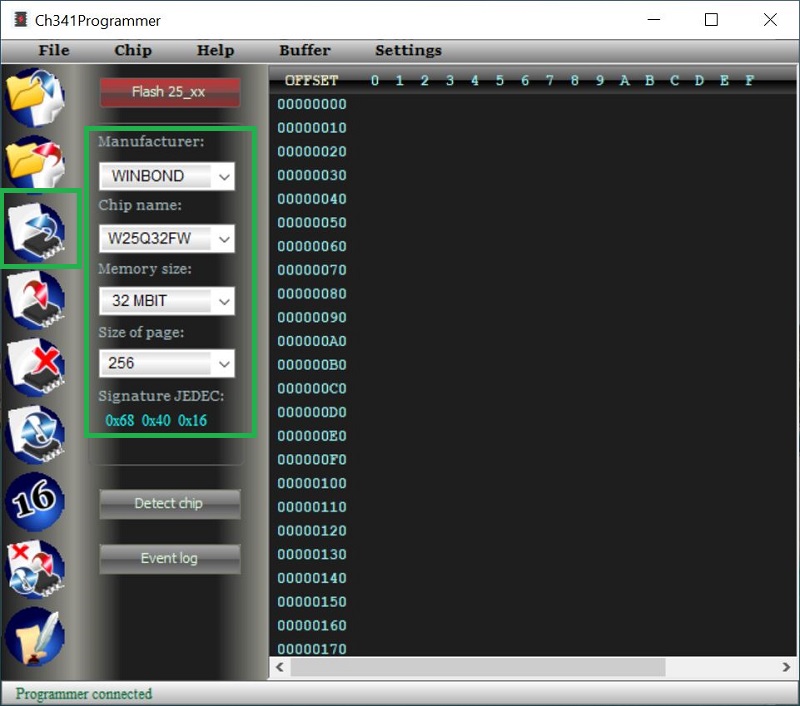 Ch341Programmer
File Chip Help Buffer Settings
Flash 25_xx
Manufacturer:
WINBOND
Chip name:
W25Q32FW
Memory size:
32 MBIT
Size of page:
256
Signature JEDEC:
0x68 0x40 0x16
Detect chip
Event log
16
OFFSET 0 1 2 3 4 5 6 7 8 9 A B C D E F
00000000
00000010
00000020
00000030
00000040
00000050
00000060
00000070
00000080
00000090
000000A0
000000B0
000000C0
000000D0
000000E0
000000F0
00000100
00000110
00000120
00000130
00000140
00000150
00000160
00000170
Programmer connected